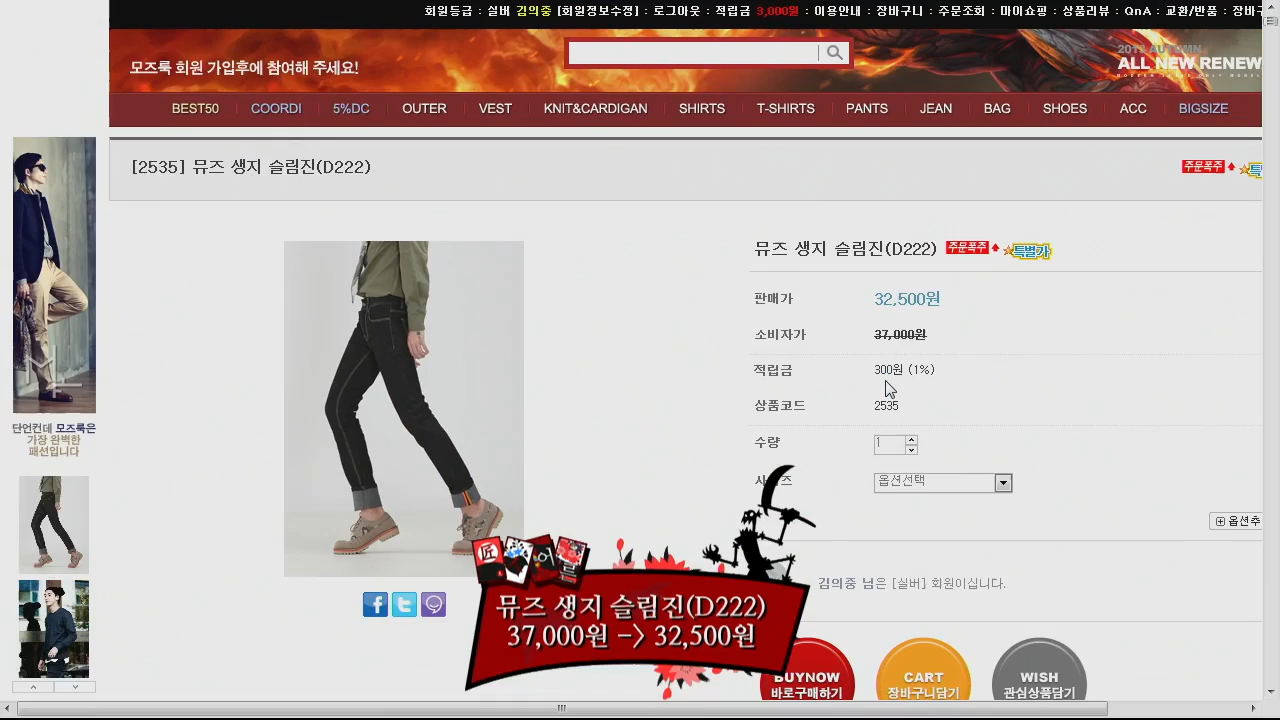 회원등급 : 실버 김의중 [회원정보수정] : 로그아웃 : 적립금 3,000원 : 이용안내 : 장바구니 : 주문조회 : 마이쇼핑 : 상품리뷰 : QnA : 교환/반품 : 장바구
모즈룩 회원 가입후에 참여해 주세요!
AUTUMN
ALL NEW RENEW
BEST50 COORDI 5%DC OUTER VEST KNIT&CARDIGAN SHIRTS T-SHIRTS PANTS JEAN BAG SHOES ACC BIGSIZE
[2535] 뮤즈 생지 슬림진(D222) 주문폭주 특
뮤즈 생지 슬림진(D222) 주문폭주 특별가
판매가 32,500원
소비자가 37,000원
적립금 300원 (1%)
상품코드 2535
수량 1
옵션선택
옵션추
단언컨데 모즈룩은
가장 완벽한
패션입니다
김의중 님은 [실버] 회원이십니다.
匠 어 를
뮤즈 생지 슬림진(D222)
37,000원 -> 32,500원
BUYNOW
바로구매하기
CART
장바구니담기
WISH
관심상품담기